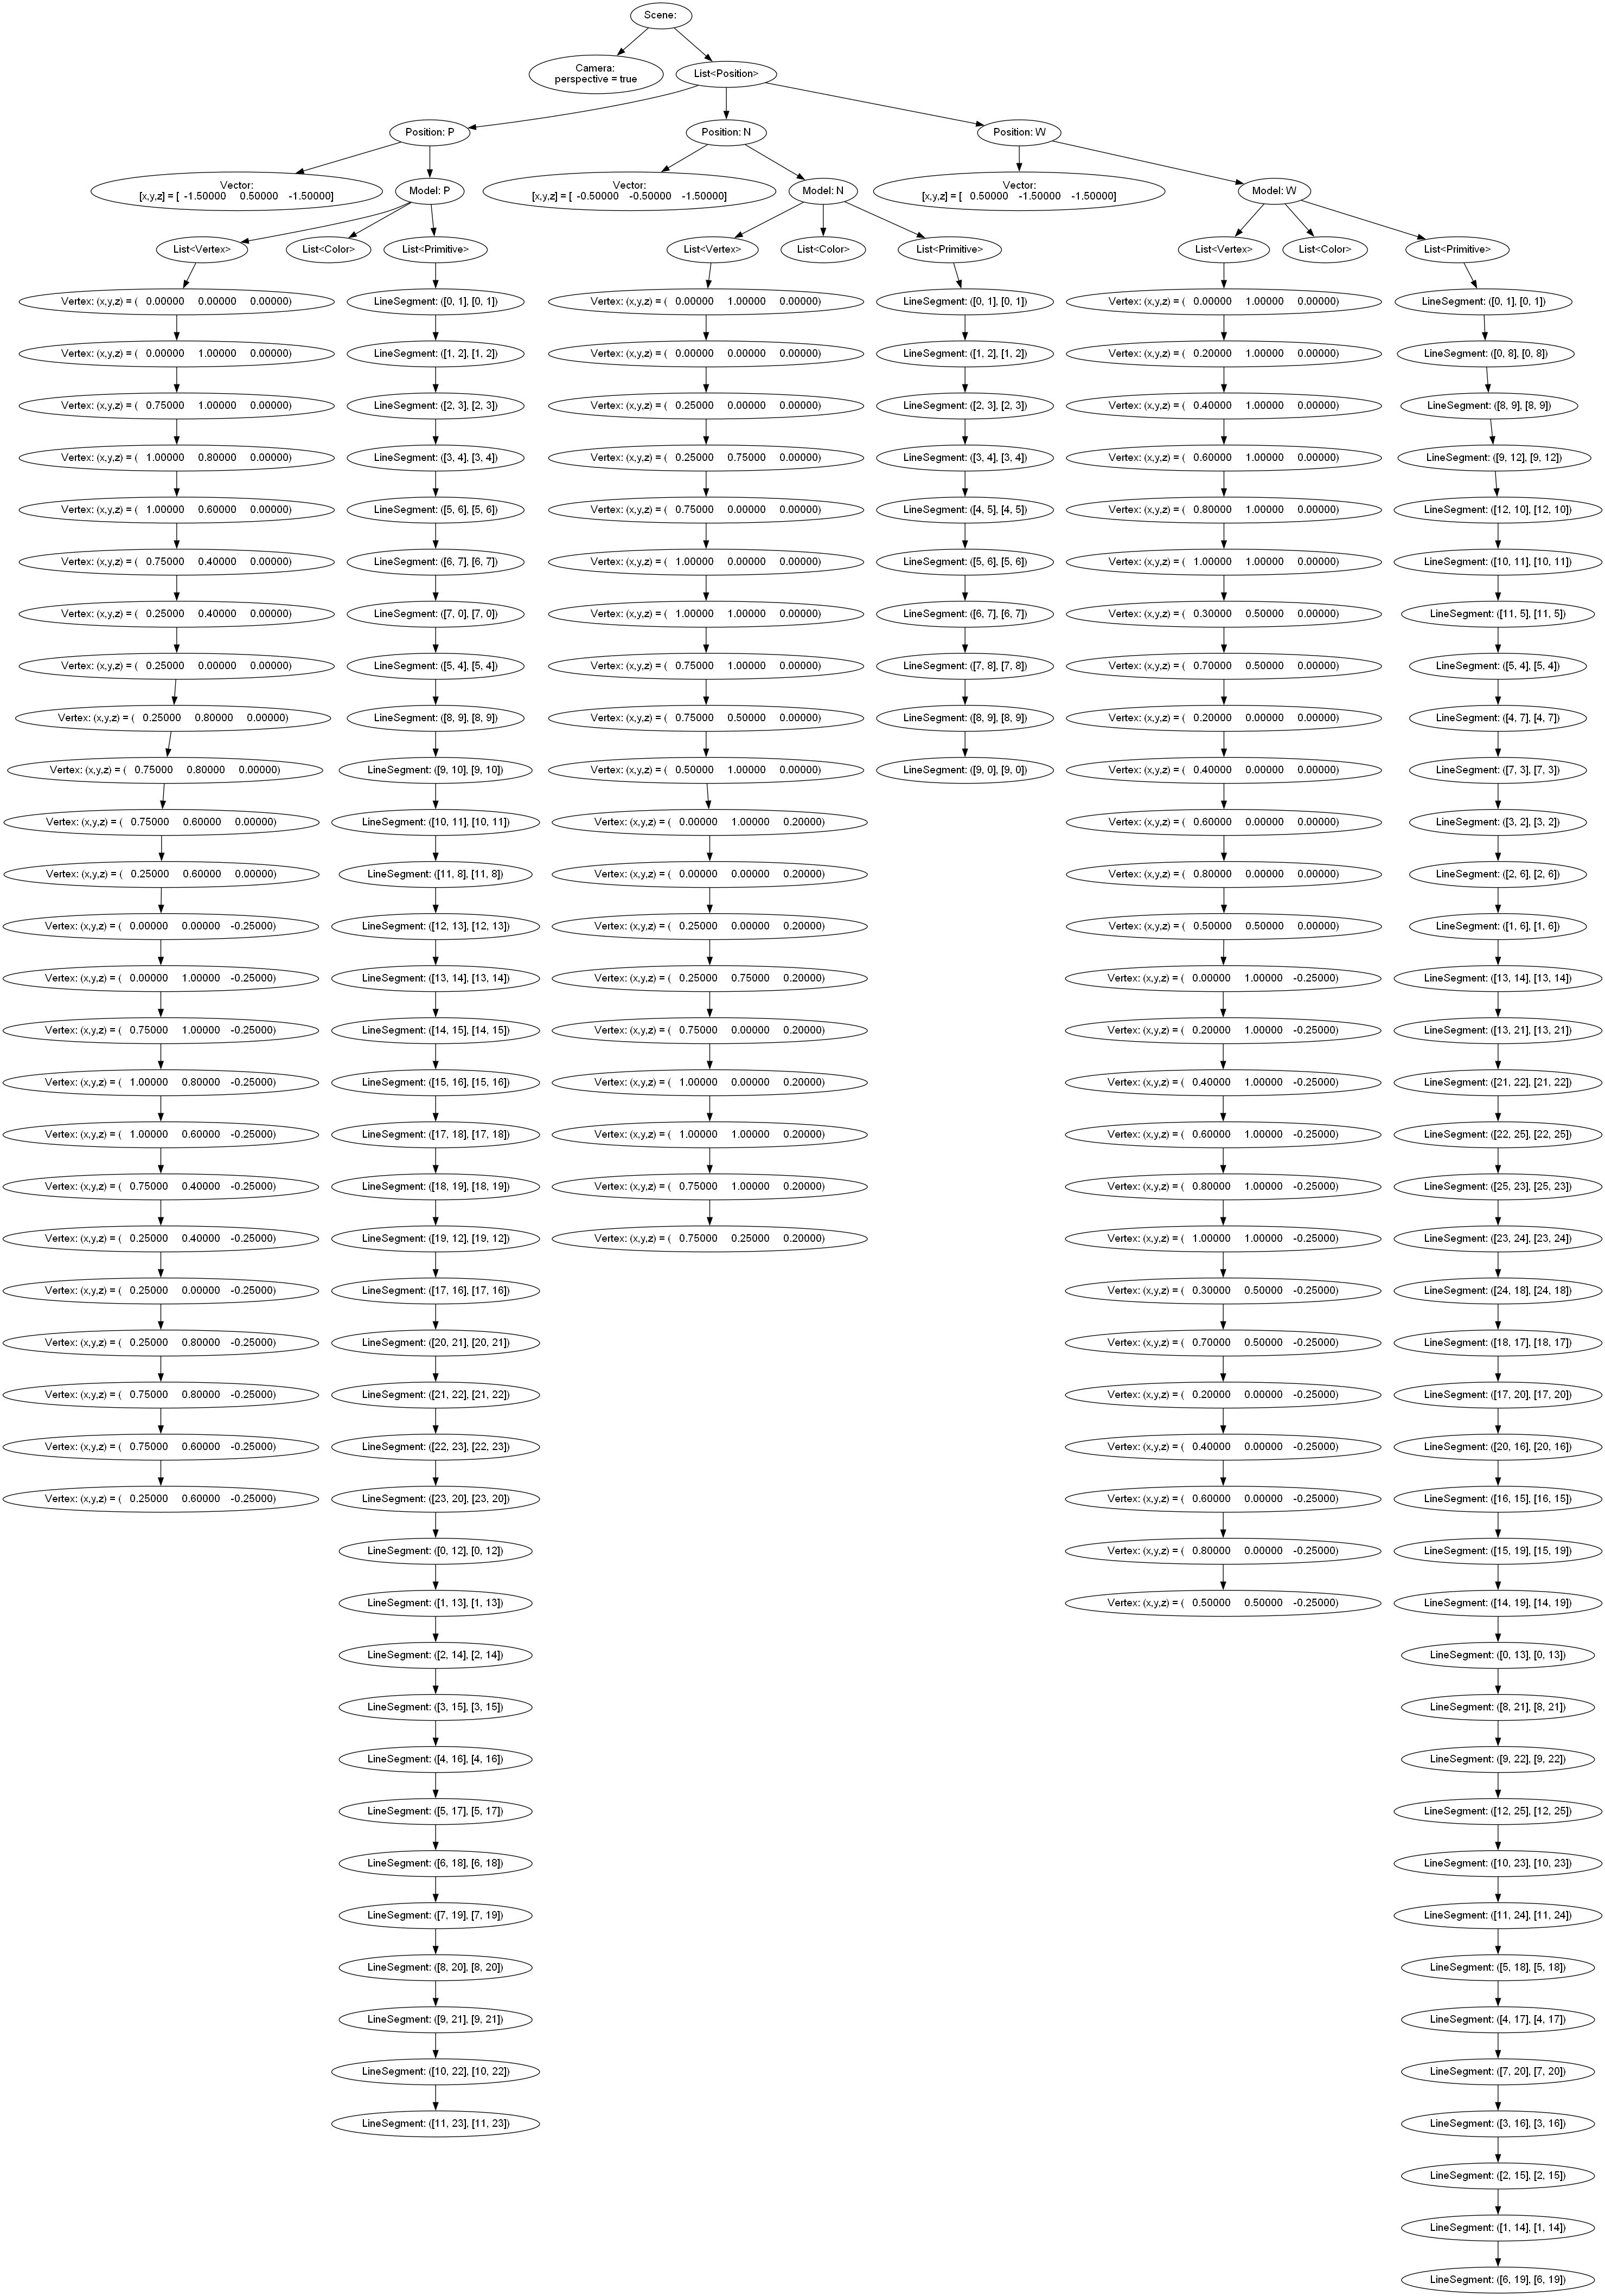 Scene:
Camera:
perspective = true
List<Position>
Position: P
Position: N
Position: W
Vector:
[x,y,z] = [ -1.50000 0.50000 -1.50000]
Model: P
Vector:
[x,y,z] = [ -0.50000 -0.50000 -1.50000]
Model: N
Vector:
[x,y,z] = [ 0.50000 -1.50000 -1.50000]
Model: W
List<Vertex>
List<Color>
List<Primitive>
List<Vertex>
List<Color>
List<Primitive>
List<Vertex>
List<Color>
List<Primitive>
Vertex: (x,y,z) = ( 0.00000 0.00000 0.00000)
Vertex: (x,y,z) = ( 0.00000 1.00000 0.00000)
Vertex: (x,y,z) = ( 0.75000 1.00000 0.00000)
Vertex: (x,y,z) = ( 1.00000 0.80000 0.00000)
Vertex: (x,y,z) = ( 1.00000 0.60000 0.00000)
Vertex: (x,y,z) = ( 0.75000 0.40000 0.00000)
Vertex: (x,y,z) = ( 0.25000 0.40000 0.00000)
Vertex: (x,y,z) = ( 0.25000 0.00000 0.00000)
Vertex: (x,y,z) = ( 0.25000 0.80000 0.00000)
Vertex: (x,y,z) = ( 0.75000 0.80000 0.00000)
Vertex: (x,y,z) = ( 0.75000 0.60000 0.00000)
Vertex: (x,y,z) = ( 0.25000 0.60000 0.00000)
Vertex: (x,y,z) = ( 0.00000 0.00000 -0.25000)
Vertex: (x,y,z) = ( 0.00000 1.00000 -0.25000)
Vertex: (x,y,z) = ( 0.75000 1.00000 -0.25000)
Vertex: (x,y,z) = ( 1.00000 0.80000 -0.25000)
Vertex: (x,y,z) = ( 1.00000 0.60000 -0.25000)
Vertex: (x,y,z) = ( 0.75000 0.40000 -0.25000)
Vertex: (x,y,z) = ( 0.25000 0.40000 -0.25000)
Vertex: (x,y,z) = ( 0.25000 0.00000 -0.25000)
Vertex: (x,y,z) = ( 0.25000 0.80000 -0.25000)
Vertex: (x,y,z) = ( 0.75000 0.80000 -0.25000)
Vertex: (x,y,z) = ( 0.75000 0.60000 -0.25000)
Vertex: (x,y,z) = ( 0.25000 0.60000 -0.25000)
LineSegment: ([0, 1], [0, 1])
LineSegment: ([1, 2], [1, 2])
LineSegment: ([2, 3], [2, 3])
LineSegment: ([3, 4], [3, 4])
LineSegment: ([5, 6], [5, 6])
LineSegment: ([6, 7], [6, 7])
LineSegment: ([7, 0], [7, 0])
LineSegment: ([5, 4], [5, 4])
LineSegment: ([8, 9], [8, 9])
LineSegment: ([9, 10], [9, 10])
LineSegment: ([10, 11], [10, 11])
LineSegment: ([11, 8], [11, 8])
LineSegment: ([12, 13], [12, 13])
LineSegment: ([13, 14], [13, 14])
LineSegment: ([14, 15], [14, 15])
LineSegment: ([15, 16], [15, 16])
LineSegment: ([17, 18], [17, 18])
LineSegment: ([18, 19], [18, 19])
LineSegment: ([19, 12], [19, 12])
LineSegment: ([17, 16], [17, 16])
LineSegment: ([20, 21], [20, 21])
LineSegment: ([21, 22], [21, 22])
LineSegment: ([22, 23], [22, 23])
LineSegment: ([23, 20], [23, 20])
LineSegment: ([0, 12], [0, 12])
LineSegment: ([1, 13], [1, 13])
LineSegment: ([2, 14], [2, 14])
LineSegment: ([3, 15], [3, 15])
LineSegment: ([4, 16], [4, 16])
LineSegment: ([5, 17], [5, 17])
LineSegment: ([6, 18], [6, 18])
LineSegment: ([7, 19], [7, 19])
LineSegment: ([8, 20], [8, 20])
LineSegment: ([9, 21], [9, 21])
LineSegment: ([10, 22], [10, 22])
LineSegment: ([11, 23], [11, 23])
Vertex: (x,y,z) = ( 0.00000 1.00000 0.00000)
Vertex: (x,y,z) = ( 0.00000 0.00000 0.00000)
Vertex: (x,y,z) = ( 0.25000 0.00000 0.00000)
Vertex: (x,y,z) = ( 0.25000 0.75000 0.00000)
Vertex: (x,y,z) = ( 0.75000 0.00000 0.00000)
Vertex: (x,y,z) = ( 1.00000 0.00000 0.00000)
Vertex: (x,y,z) = ( 1.00000 1.00000 0.00000)
Vertex: (x,y,z) = ( 0.75000 1.00000 0.00000)
Vertex: (x,y,z) = ( 0.75000 0.50000 0.00000)
Vertex: (x,y,z) = ( 0.50000 1.00000 0.00000)
Vertex: (x,y,z) = ( 0.00000 1.00000 0.20000)
Vertex: (x,y,z) = ( 0.00000 0.00000 0.20000)
Vertex: (x,y,z) = ( 0.25000 0.00000 0.20000)
Vertex: (x,y,z) = ( 0.25000 0.75000 0.20000)
Vertex: (x,y,z) = ( 0.75000 0.00000 0.20000)
Vertex: (x,y,z) = ( 1.00000 0.00000 0.20000)
Vertex: (x,y,z) = ( 1.00000 1.00000 0.20000)
Vertex: (x,y,z) = ( 0.75000 1.00000 0.20000)
Vertex: (x,y,z) = ( 0.75000 0.25000 0.20000)
LineSegment: ([0, 1], [0, 1])
LineSegment: ([1, 2], [1, 2])
LineSegment: ([2, 3], [2, 3])
LineSegment: ([3, 4], [3, 4])
LineSegment: ([4, 5], [4, 5])
LineSegment: ([5, 6], [5, 6])
LineSegment: ([6, 7], [6, 7])
LineSegment: ([7, 8], [7, 8])
LineSegment: ([8, 9], [8, 9])
LineSegment: ([9, 0], [9, 0])
Vertex: (x,y,z) = ( 0.00000 1.00000 0.00000)
Vertex: (x,y,z) = ( 0.20000 1.00000 0.00000)
Vertex: (x,y,z) = ( 0.40000 1.00000 0.00000)
Vertex: (x,y,z) = ( 0.60000 1.00000 0.00000)
Vertex: (x,y,z) = ( 0.80000 1.00000 0.00000)
Vertex: (x,y,z) = ( 1.00000 1.00000 0.00000)
Vertex: (x,y,z) = ( 0.30000 0.50000 0.00000)
Vertex: (x,y,z) = ( 0.70000 0.50000 0.00000)
Vertex: (x,y,z) = ( 0.20000 0.00000 0.00000)
Vertex: (x,y,z) = ( 0.40000 0.00000 0.00000)
Vertex: (x,y,z) = ( 0.60000 0.00000 0.00000)
Vertex: (x,y,z) = ( 0.80000 0.00000 0.00000)
Vertex: (x,y,z) = ( 0.50000 0.50000 0.00000)
Vertex: (x,y,z) = ( 0.00000 1.00000 -0.25000)
Vertex: (x,y,z) = ( 0.20000 1.00000 -0.25000)
Vertex: (x,y,z) = ( 0.40000 1.00000 -0.25000)
Vertex: (x,y,z) = ( 0.60000 1.00000 -0.25000)
Vertex: (x,y,z) = ( 0.80000 1.00000 -0.25000)
Vertex: (x,y,z) = ( 1.00000 1.00000 -0.25000)
Vertex: (x,y,z) = ( 0.30000 0.50000 -0.25000)
Vertex: (x,y,z) = ( 0.70000 0.50000 -0.25000)
Vertex: (x,y,z) = ( 0.20000 0.00000 -0.25000)
Vertex: (x,y,z) = ( 0.40000 0.00000 -0.25000)
Vertex: (x,y,z) = ( 0.60000 0.00000 -0.25000)
Vertex: (x,y,z) = ( 0.80000 0.00000 -0.25000)
Vertex: (x,y,z) = ( 0.50000 0.50000 -0.25000)
LineSegment: ([0, 1], [0, 1])
LineSegment: ([0, 8], [0, 8])
LineSegment: ([8, 9], [8, 9])
LineSegment: ([9, 12], [9, 12])
LineSegment: ([12, 10], [12, 10])
LineSegment: ([10, 11], [10, 11])
LineSegment: ([11, 5], [11, 5])
LineSegment: ([5, 4], [5, 4])
LineSegment: ([4, 7], [4, 7])
LineSegment: ([7, 3], [7, 3])
LineSegment: ([3, 2], [3, 2])
LineSegment: ([2, 6], [2, 6])
LineSegment: ([1, 6], [1, 6])
LineSegment: ([13, 14], [13, 14])
LineSegment: ([13, 21], [13, 21])
LineSegment: ([21, 22], [21, 22])
LineSegment: ([22, 25], [22, 25])
LineSegment: ([25, 23], [25, 23])
LineSegment: ([23, 24], [23, 24])
LineSegment: ([24, 18], [24, 18])
LineSegment: ([18, 17], [18, 17])
LineSegment: ([17, 20], [17, 20])
LineSegment: ([20, 16], [20, 16])
LineSegment: ([16, 15], [16, 15])
LineSegment: ([15, 19], [15, 19])
LineSegment: ([14, 19], [14, 19])
LineSegment: ([0, 13], [0, 13])
LineSegment: ([8, 21], [8, 21])
LineSegment: ([9, 22], [9, 22])
LineSegment: ([12, 25], [12, 25])
LineSegment: ([10, 23], [10, 23])
LineSegment: ([11, 24], [11, 24])
LineSegment: ([5, 18], [5, 18])
LineSegment: ([4, 17], [4, 17])
LineSegment: ([7, 20], [7, 20])
LineSegment: ([3, 16], [3, 16])
LineSegment: ([2, 15], [2, 15])
LineSegment: ([1, 14], [1, 14])
LineSegment: ([6, 19], [6, 19])